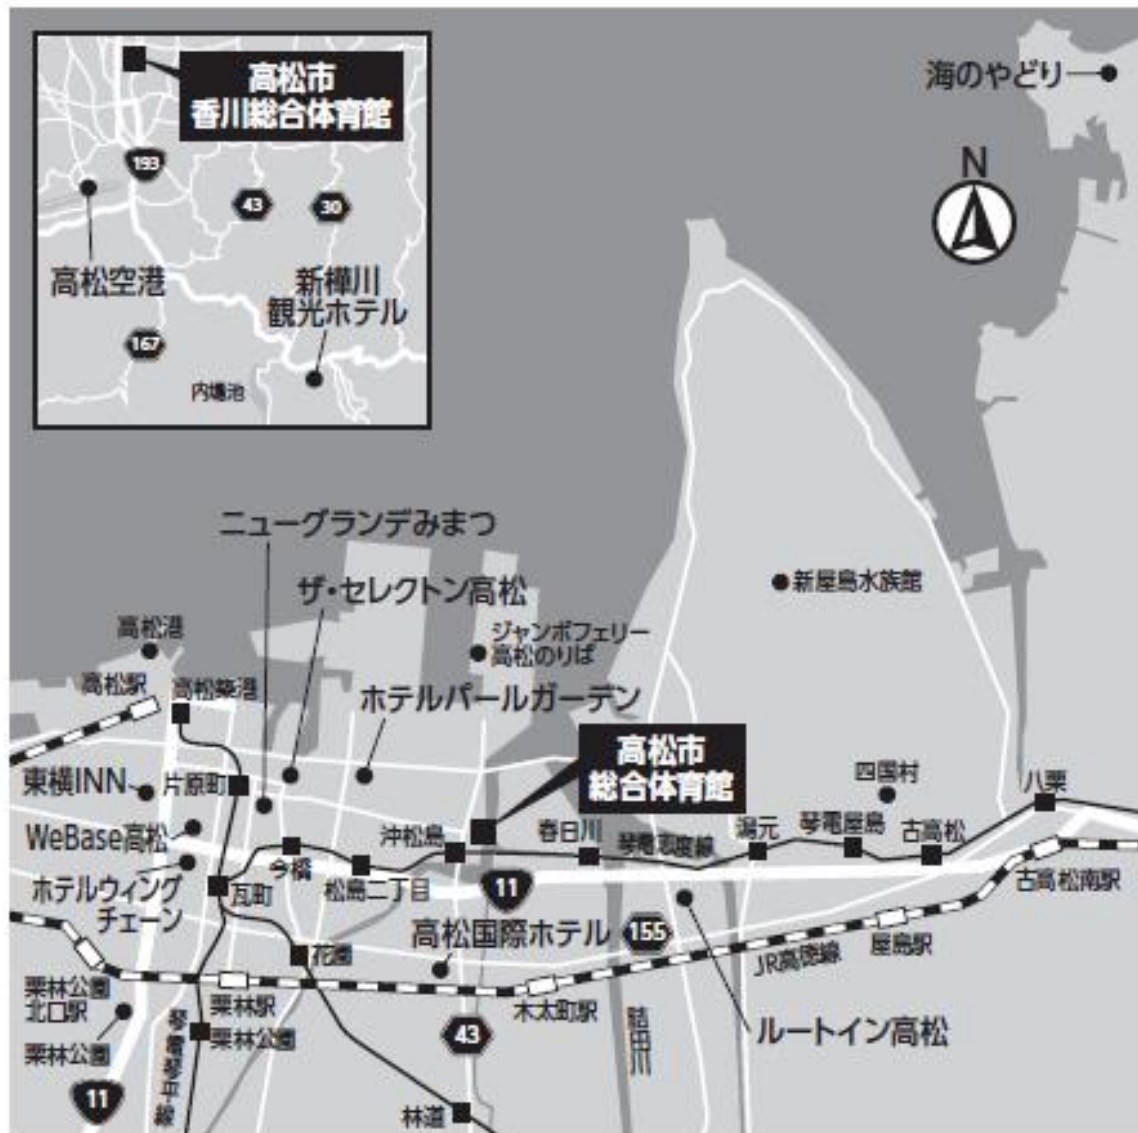 高松市
香川総合体育館
193
43
30
高松空港
新樺川
観光ホテル
167
内場池
海のやどり
N
ニューグランデみまつ
ザ・セレクトン高松
新屋島水族館
高松港
ジャンボフェリー
高松のりば
高松駅
高松築港
ホテルパールガーデン
高松市
総合体育館
東横INN
片原町
四国村
八栗
WeBase高松
沖松島
春日川
琴電志度線
潟元
琴電屋島
古高松
今橋
松島二丁目
11
古高松南駅
ホテルウィング
チェーン
瓦町
高松国際ホテル
155
屋島駅
花園
JR高徳線
栗林公園
北口駅
栗林駅
木太町駅
詰田川
ルートイン高松
栗林公園
栗林公園
43
11
林道